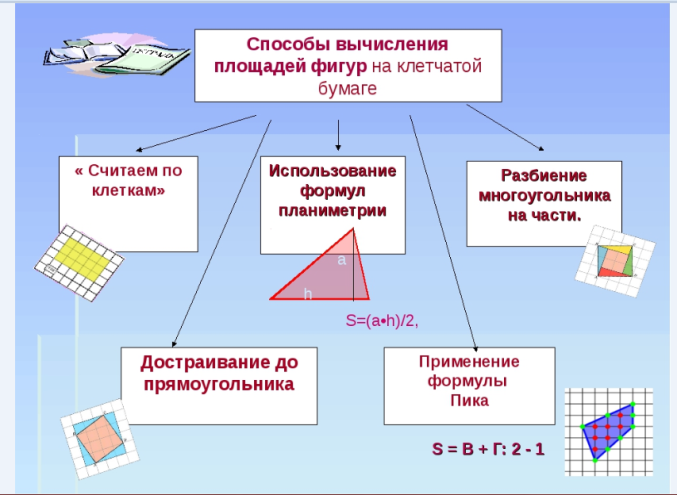 Способы вычисления
площадей фигур на клетчатой
бумаге
« Считаем по
клеткам»
Использование
формул
планиметрии
Разбиение
многоугольника
на части.
a
h
S=(a•h)/2,
Достраивание до
прямоугольника
Применение
формулы
Пика
S = В + Г: 2 - 1